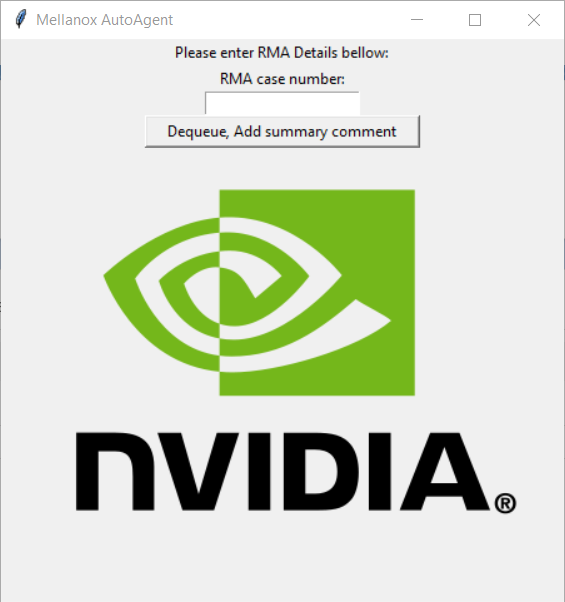 Mellanox AutoAgent
Please enter RMA Details bellow:
RMA case number:
Dequeue, Add summary comment
NVIDIA®